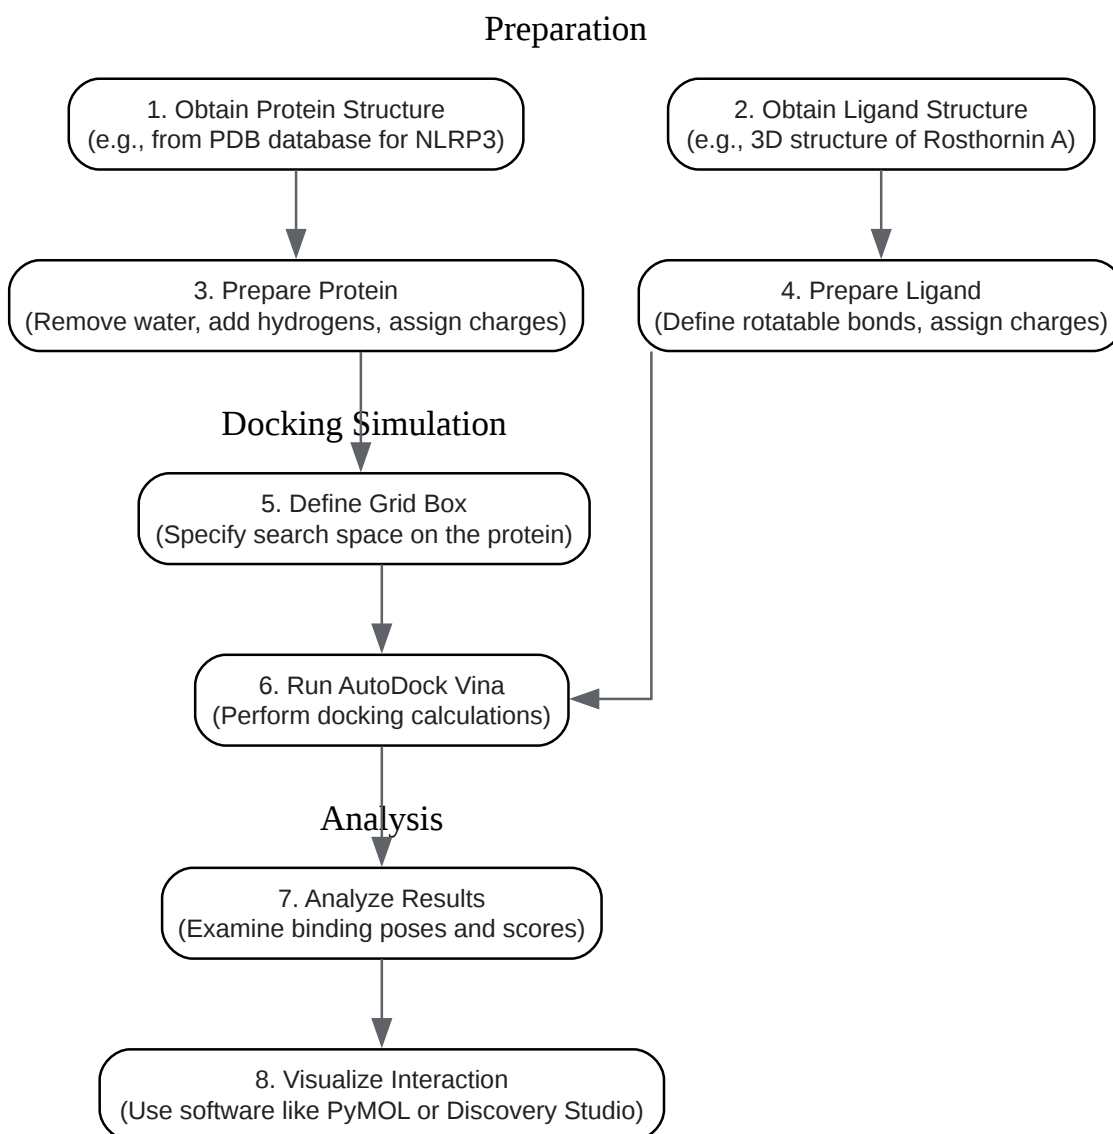 Preparation
1. Obtain Protein Structure
(e.g., from PDB database for NLRP3)
2. Obtain Ligand Structure
(e.g., 3D structure of Rosthornin A)
3. Prepare Protein
(Remove water, add hydrogens, assign charges)
4. Prepare Ligand
(Define rotatable bonds, assign charges)
Docking Simulation
5. Define Grid Box
(Specify search space on the protein)
6. Run AutoDock Vina
(Perform docking calculations)
Analysis
7. Analyze Results
(Examine binding poses and scores)
8. Visualize Interaction
(Use software like PyMOL or Discovery Studio)